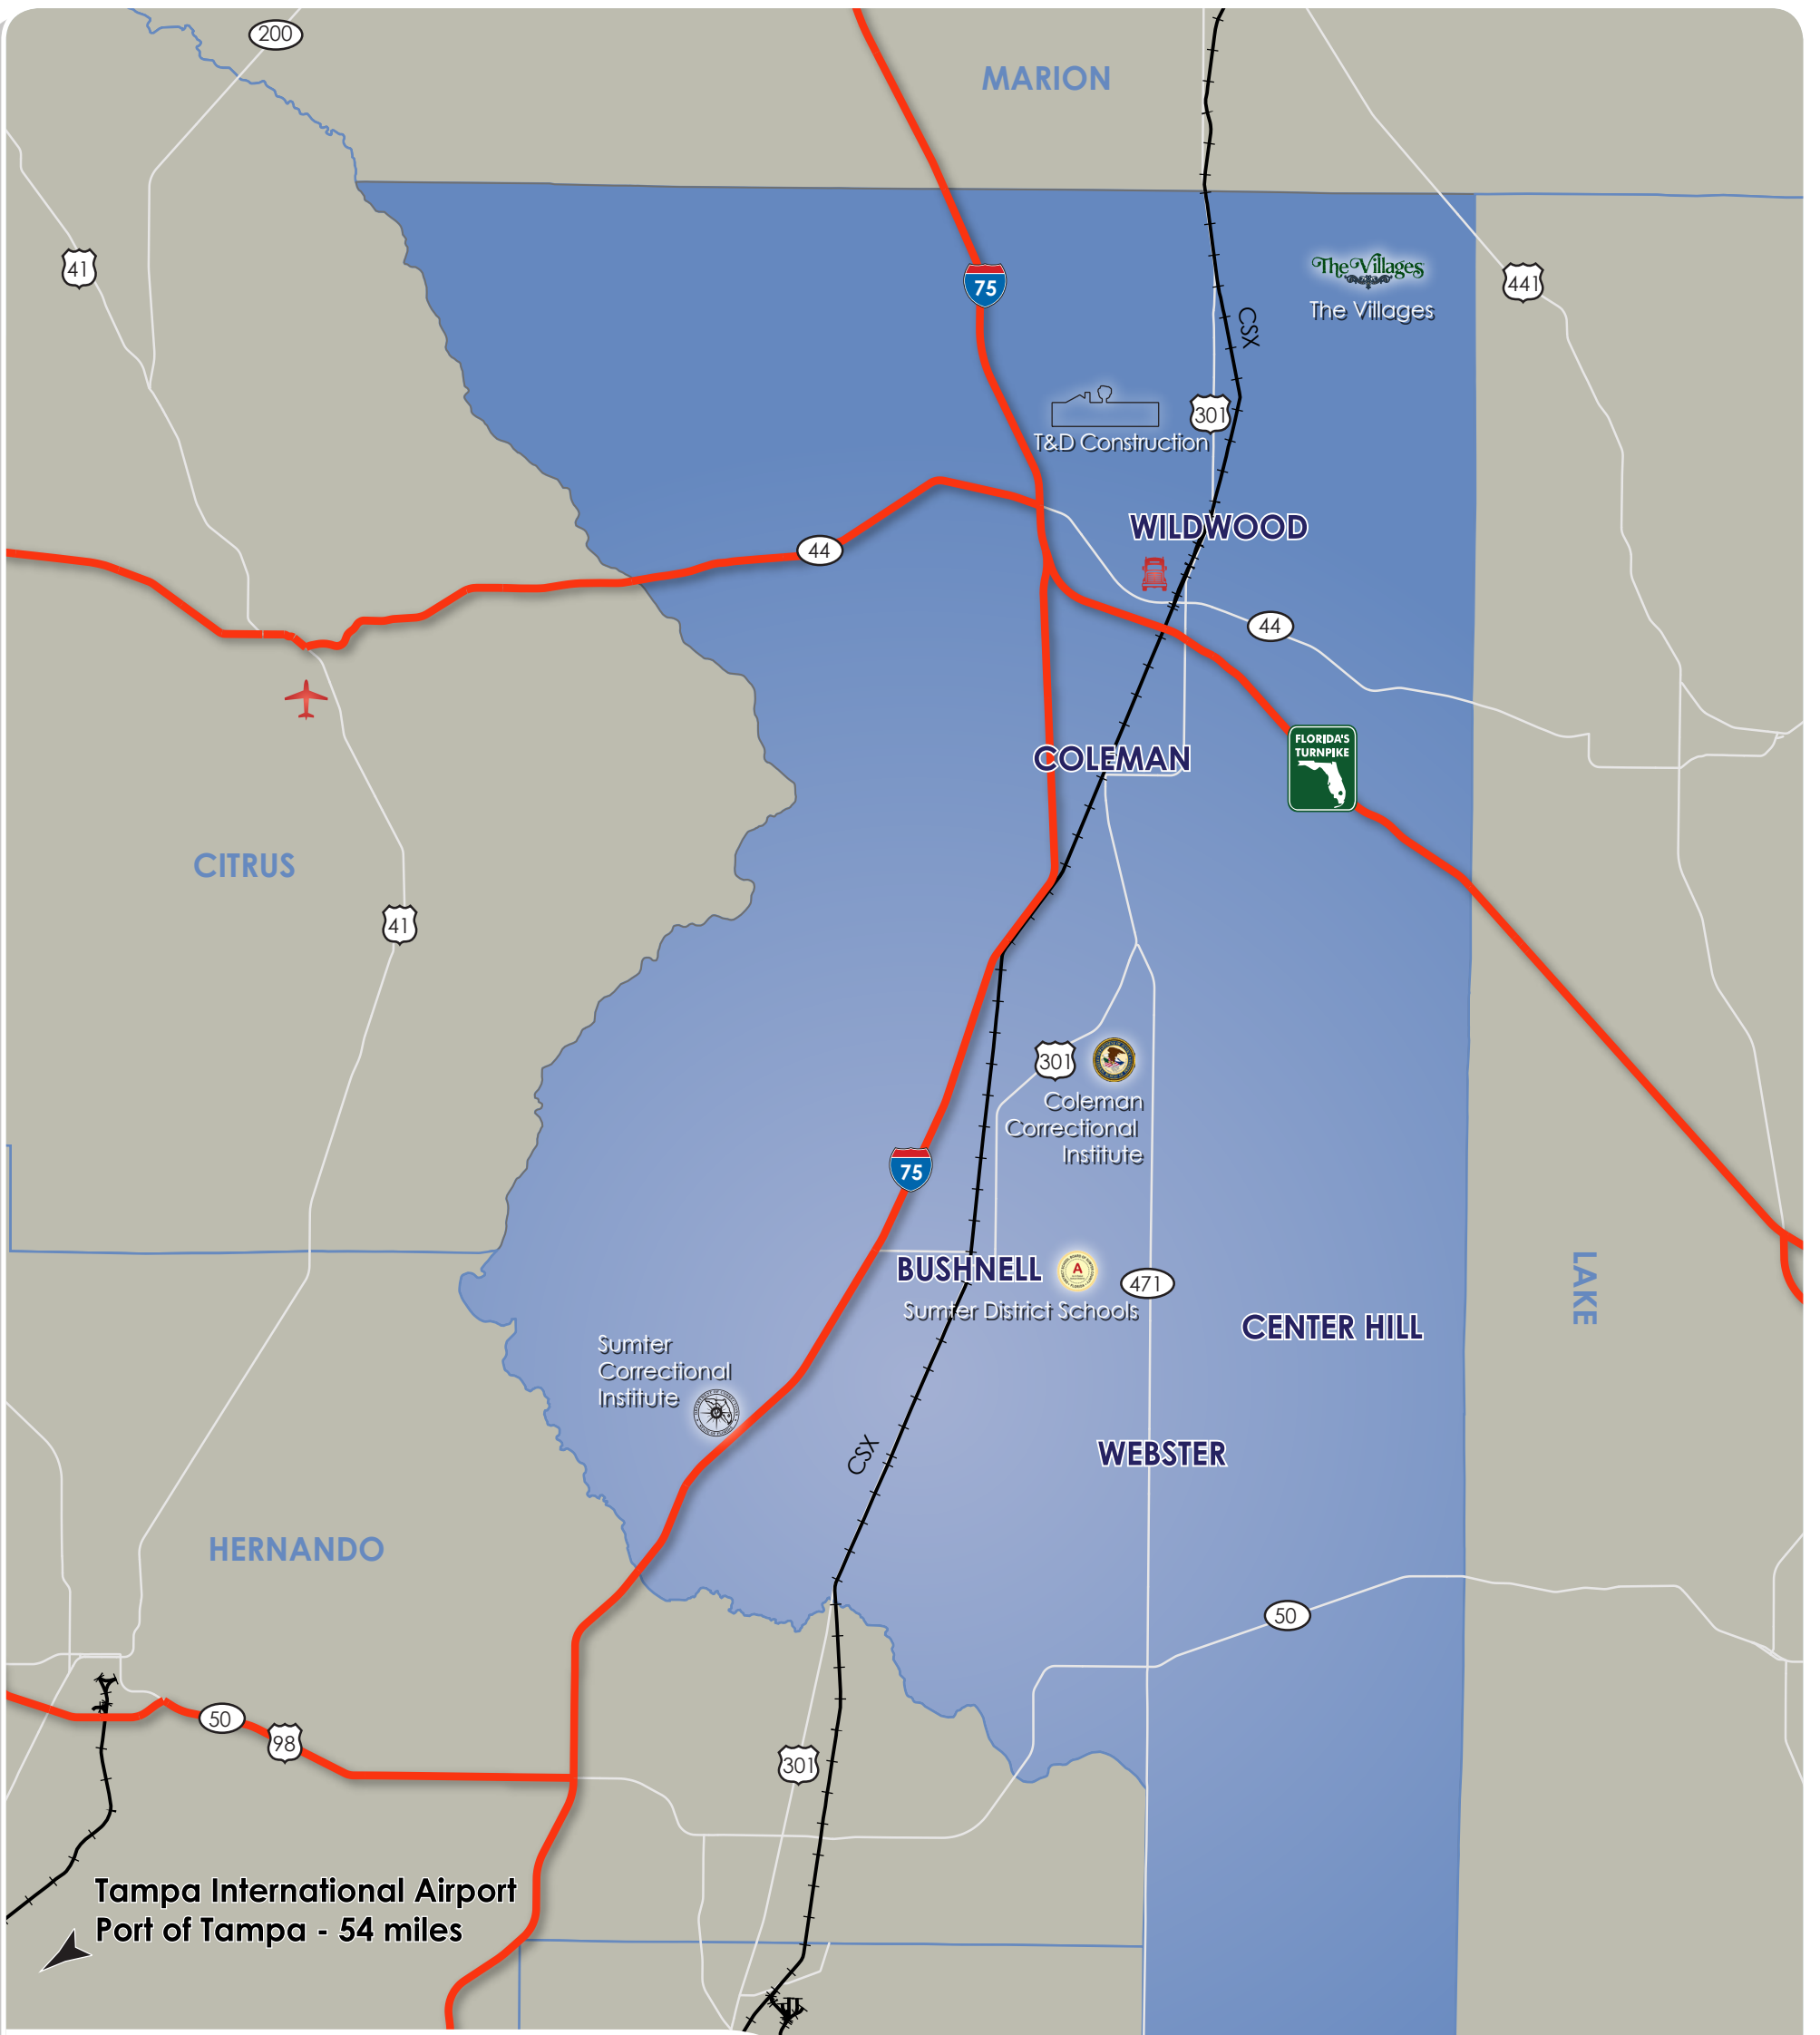 200
MARION
41
75
The Villages
The Villages
441
CSX
301
T&D Construction
WILDWOOD
44
44
FLORIDA'S
TURNPIKE
COLEMAN
CITRUS
41
301
Coleman
Correctional
Institute
75
BUSHNELL
A
471
Sumter District Schools
LAKE
CENTER HILL
Sumter
Correctional
Institute
CSX
WEBSTER
HERNANDO
50
50
98
301
Tampa International Airport
Port of Tampa - 54 miles